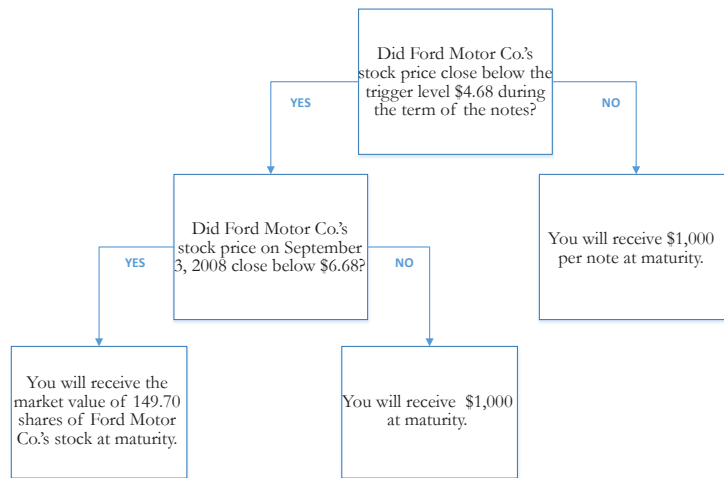 Did Ford Motor Co.'s
stock price close below the
trigger level $4.68 during
the term of the notes?
YES
NO
Did Ford Motor Co.'s
stock price on September
3, 2008 close below $6.68?
You will receive $1,000
per note at maturity.
YES
NO
You will receive the
market value of 149.70
shares of Ford Motor
Co.'s stock at maturity.
You will receive $1,000
at maturity.